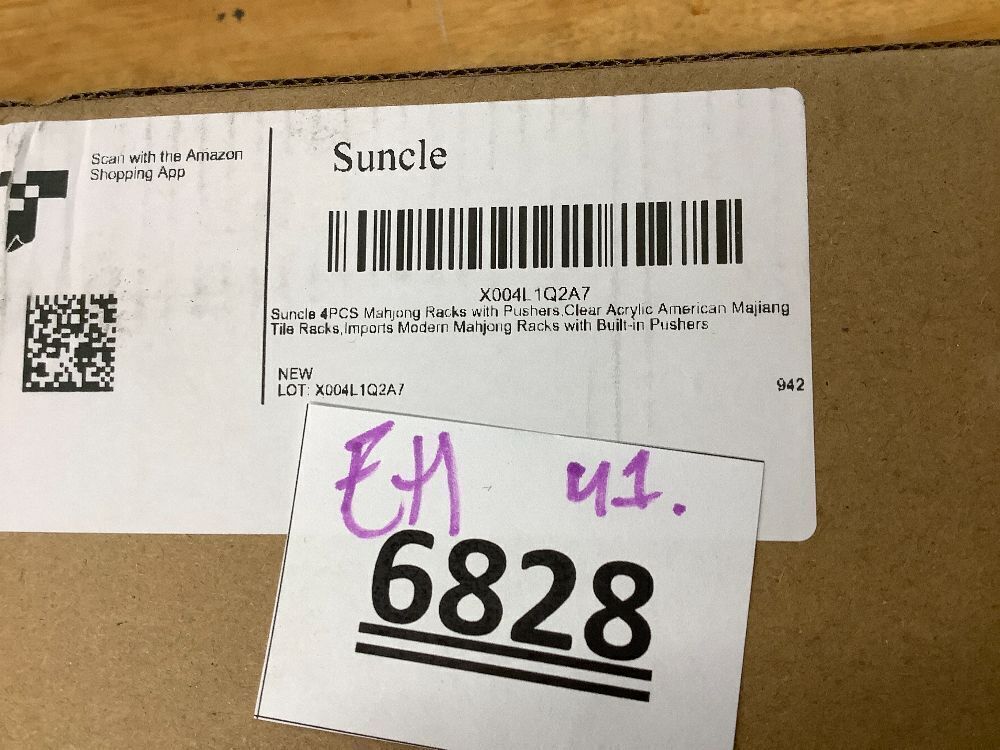 Scan with the Amazon
Shopping App
Suncle
X004L1Q2A7
Suncle 4PCS Mahjong Racks with Pushers,Clear Acrylic American Majiang
Tile Racks,Imports Modern Mahjong Racks with Built-in Pushers
NEW
LOT: X004L1Q2A7
942
EH 41.
6828